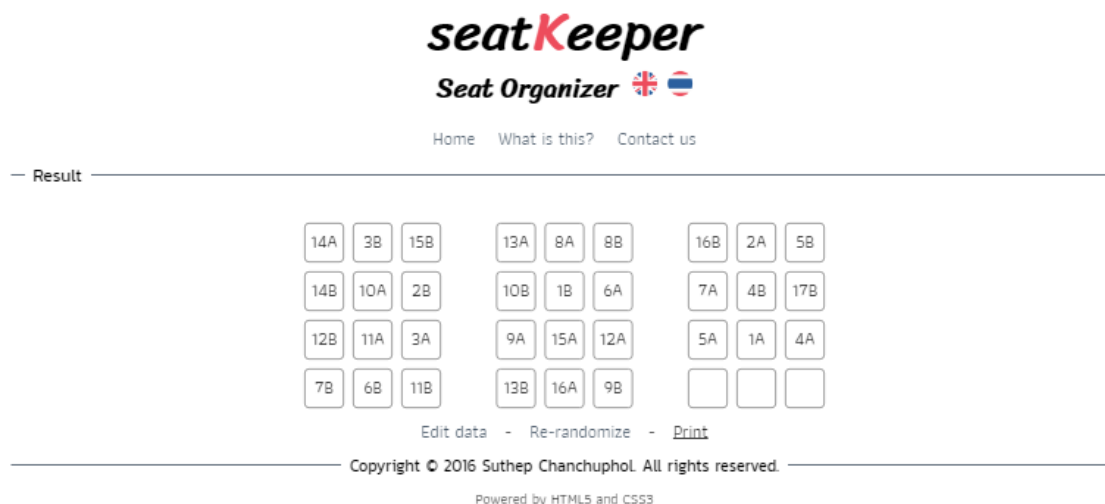 seatKeeper
Seat Organizer
Home What is this? Contact us
Result
14A 3B 15B 13A 8A 8B 16B 2A 5B
14B 10A 2B 10B 1B 6A 7A 4B 17B
12B 11A 3A 9A 15A 12A 5A 1A 4A
7B 6B 11B 13B 16A 9B
Edit data - Re-randomize - Print
Copyright © 2016 Suthep Chanchuphol. All rights reserved.
Powered by HTML5 and CSS3